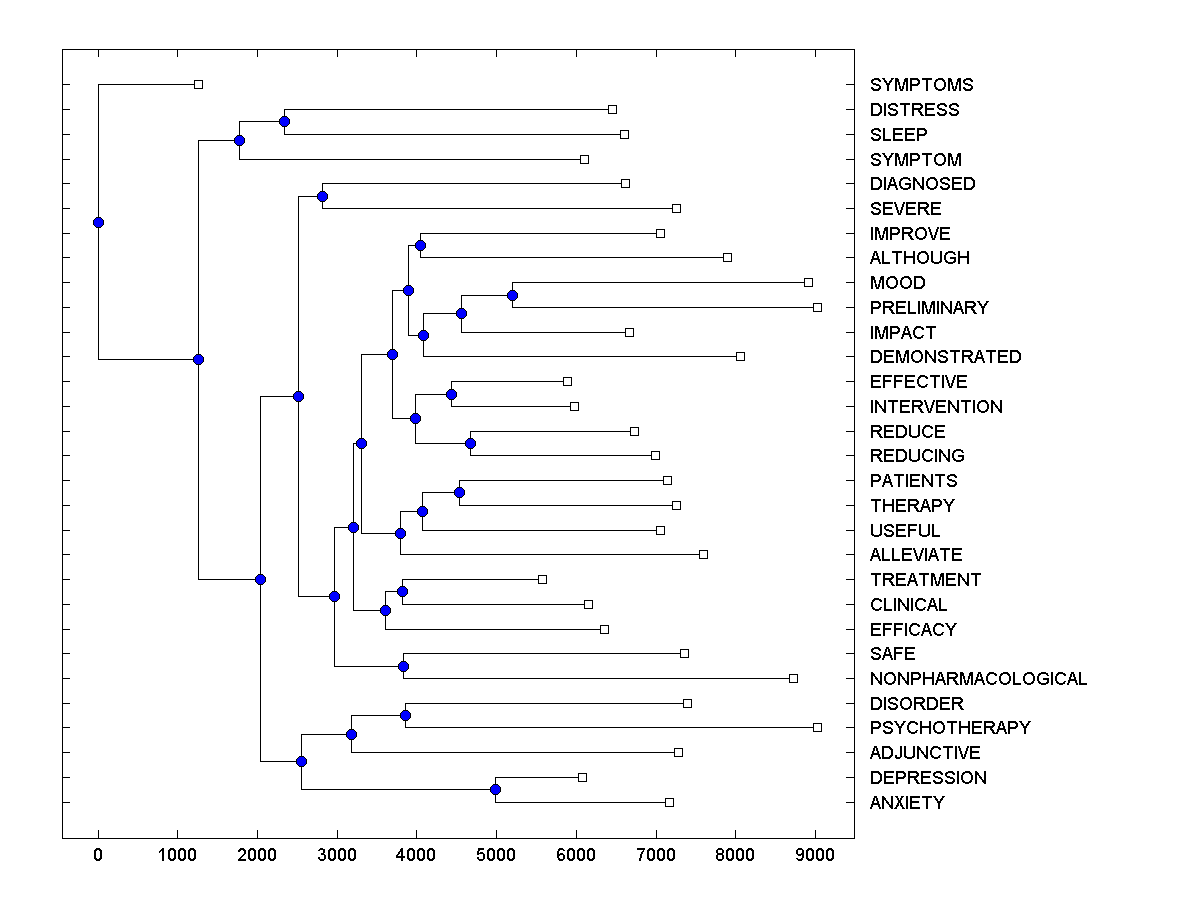 SYMPTOMS
DISTRESS
SLEEP
SYMPTOM
DIAGNOSED
SEVERE
IMPROVE
ALTHOUGH
MOOD
PRELIMINARY
IMPACT
DEMONSTRATED
EFFECTIVE
INTERVENTION
REDUCE
REDUCING
PATIENTS
THERAPY
USEFUL
ALLEVIATE
TREATMENT
CLINICAL
EFFICACY
SAFE
NONPHARMACOLOGICAL
DISORDER
PSYCHOTHERAPY
ADJUNCTIVE
DEPRESSION
ANXIETY
0 1000 2000 3000 4000 5000 6000 7000 8000 9000